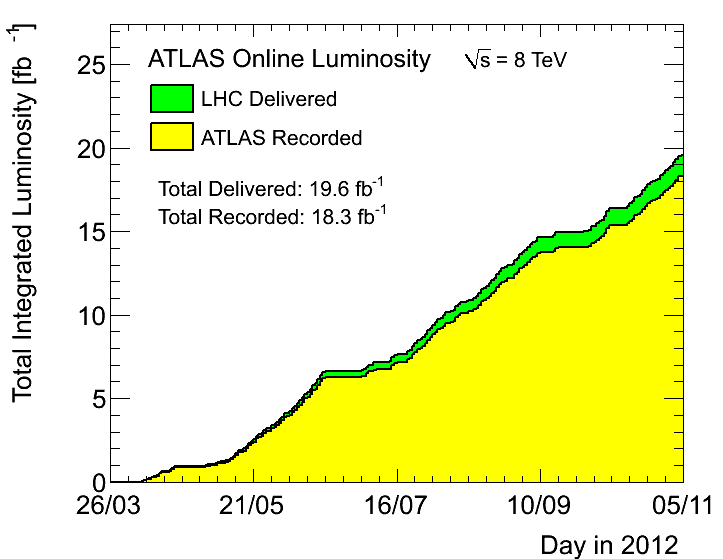 ATLAS Online Luminosity √s = 8 TeV
LHC Delivered
ATLAS Recorded
Total Delivered: 19.6 fb⁻¹
Total Recorded: 18.3 fb⁻¹
Total Integrated Luminosity [fb⁻¹]
25
20
15
10
5
0
26/03 21/05 16/07 10/09 05/11
Day in 2012